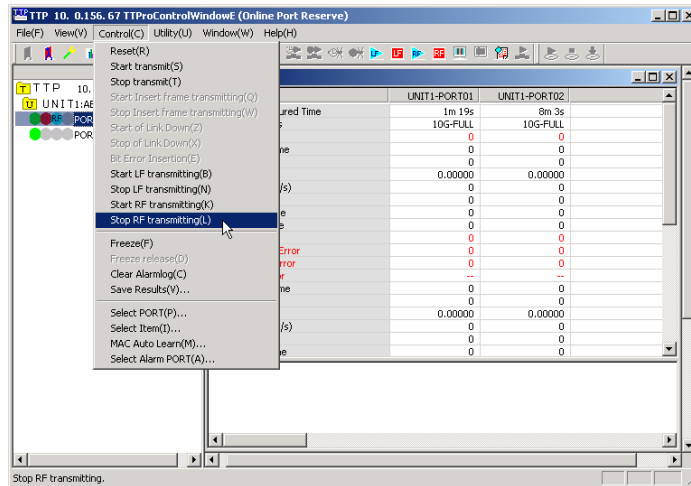 TTP 10. 0.156. 67 TTProControlWindowE (Online Port Reserve)
File(F) View(V) Control(C) Utility(U) Window(W) Help(H)
Reset(R)
Start transmit(S)
Stop transmit(T)
Start Insert frame transmitting(Q)
Stop Insert frame transmitting(W)
Start of Link Down(Z)
Stop of Link Down(X)
Bit Error Insertion(E)
Start LF transmitting(B)
Stop LF transmitting(N)
Start RF transmitting(K)
Stop RF transmitting(L)
Freeze(F)
Freeze release(D)
Clear Alarmlog(C)
Save Results(V)...
Select PORT(P)...
Select Item(I)...
MAC Auto Learn(M)...
Select Alarm PORT(A)...
T TTP 10.
U UNIT1:AB
RF POR
POR
LF LF RF RF
UNIT1-PORT01 UNIT1-PORT02
ured Time 1m 19s 8m 3s
s 10G-FULL 10G-FULL
0 0
me 0 0
0 0
0.00000 0.00000
/s) 0 0
0 0
e 0 0
e 0 0
0 0
Error 0 0
rror 0 0
r -- --
me 0 0
0 0
0.00000 0.00000
/s) 0 0
0 0
e 0 0
Stop RF transmitting.